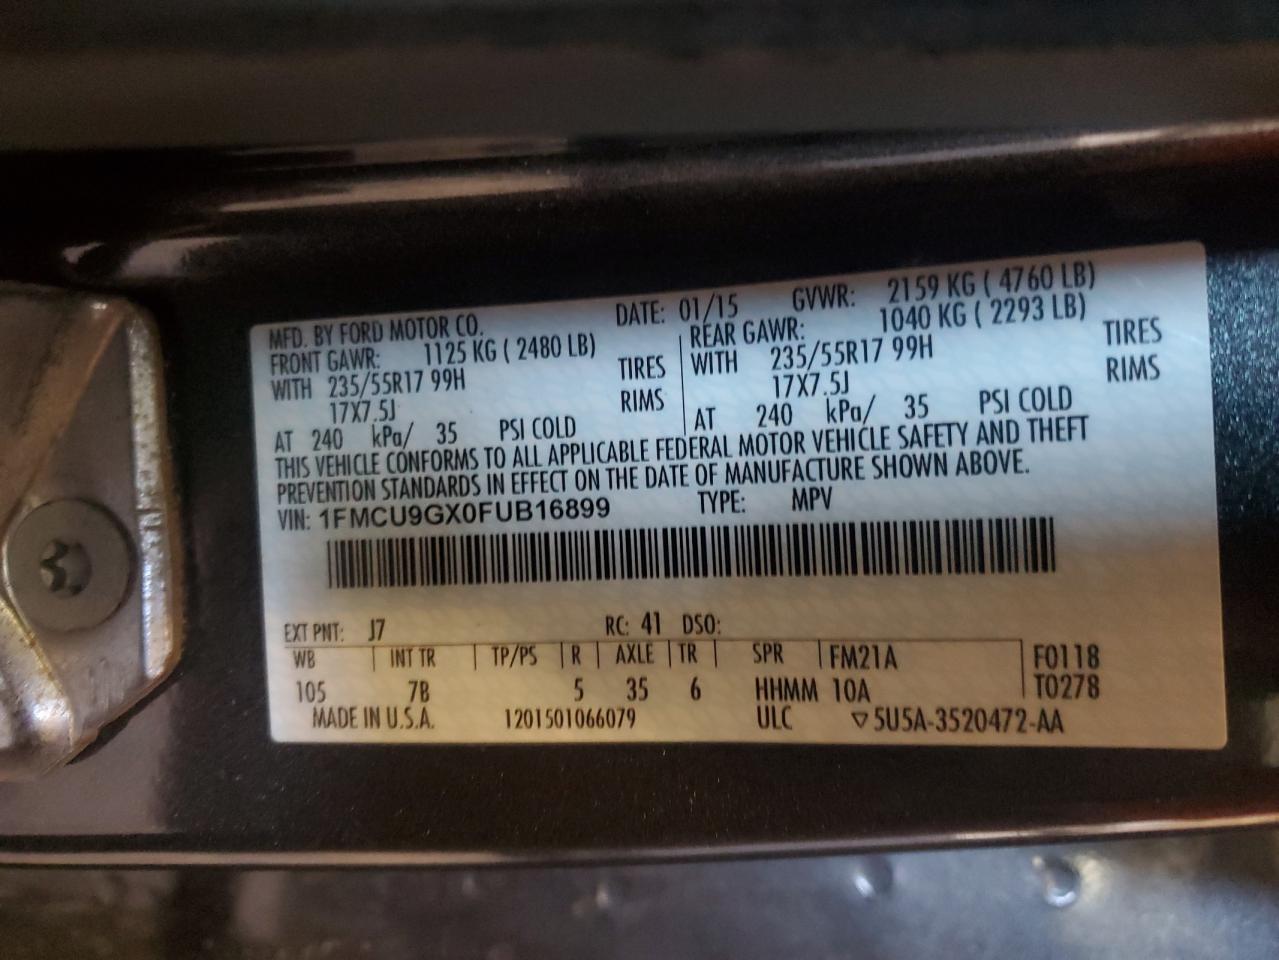 MFD. BY FORD MOTOR CO. DATE: 01/15 GVWR: 2159 KG ( 4760 LB)
FRONT GAWR: 1125 KG ( 2480 LB) REAR GAWR: 1040 KG ( 2293 LB)
WITH 235/55R17 99H TIRES WITH 235/55R17 99H TIRES
17X7.5J RIMS 17X7.5J RIMS
AT 240 kPa/ 35 PSI COLD AT 240 kPa/ 35 PSI COLD
THIS VEHICLE CONFORMS TO ALL APPLICABLE FEDERAL MOTOR VEHICLE SAFETY AND THEFT
PREVENTION STANDARDS IN EFFECT ON THE DATE OF MANUFACTURE SHOWN ABOVE.
VIN: 1FMCU9GX0FUB16899 TYPE: MPV
EXT PNT: J7 RC: 41 DSO:
WB INT TR TP/PS R AXLE TR SPR FM21A F0118
105 7B 5 35 6 HHMM 10A T0278
MADE IN U.S.A. 1201501066079 ULC ▽5U5A-3520472-AA